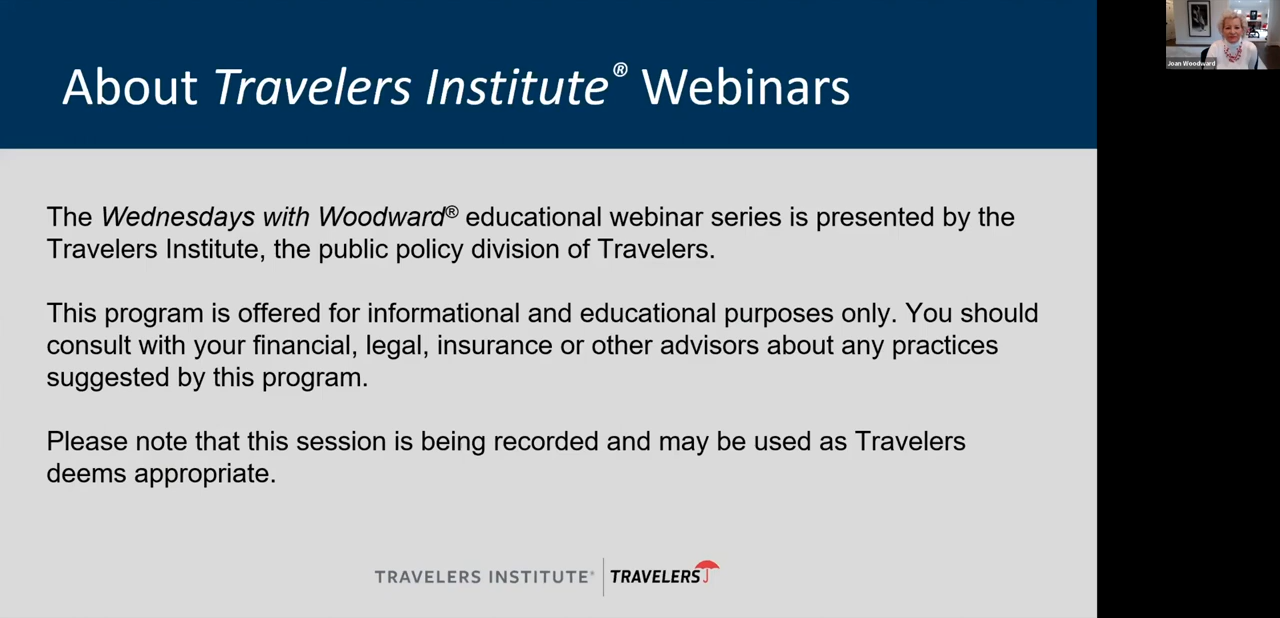 About Travelers Institute® Webinars
Joan Woodward
The Wednesdays with Woodward® educational webinar series is presented by the
Travelers Institute, the public policy division of Travelers.
This program is offered for informational and educational purposes only. You should
consult with your financial, legal, insurance or other advisors about any practices
suggested by this program.
Please note that this session is being recorded and may be used as Travelers
deems appropriate.
TRAVELERS INSTITUTE® TRAVELERS